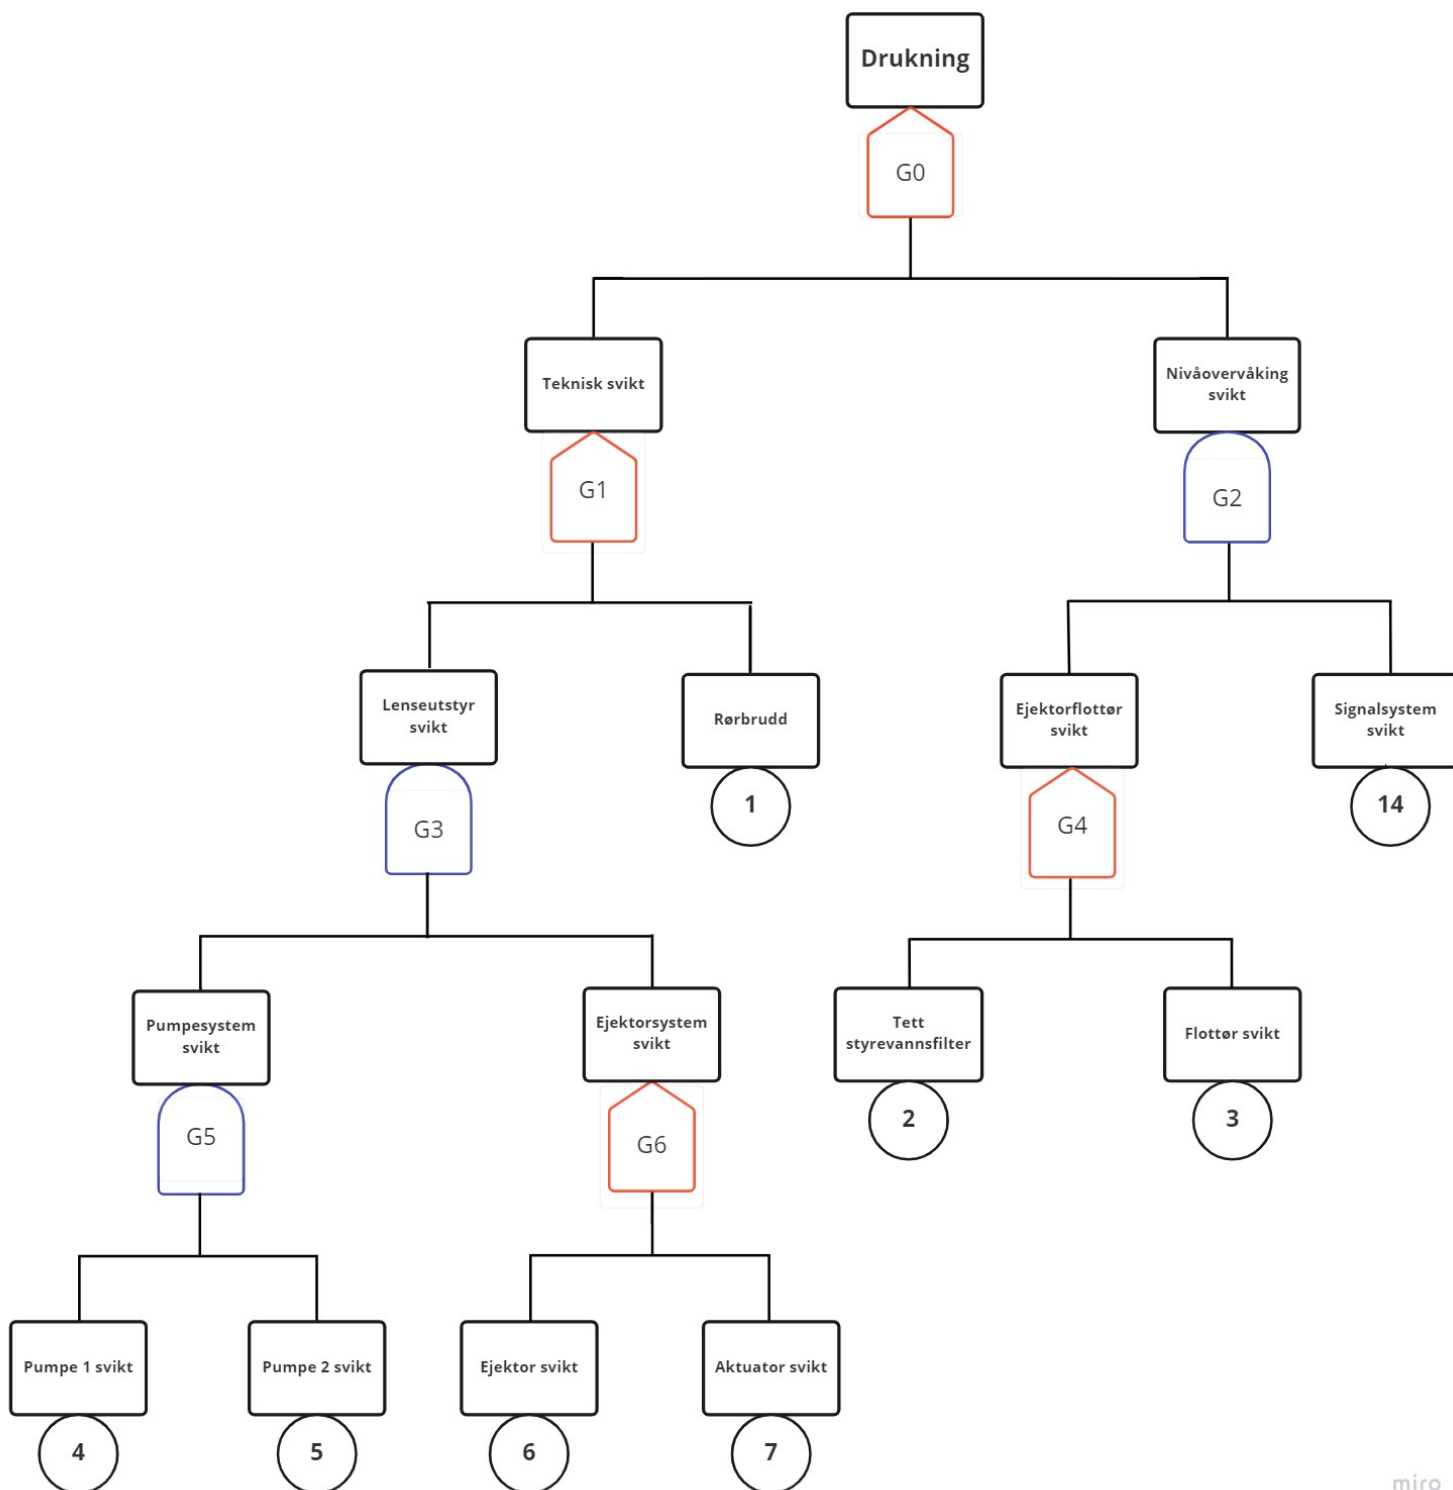 Drukning
G0
Teknisk svikt
Nivåovervåking
svikt
G1
G2
Lenseutstyr
svikt
Rørbrudd
Ejektorflottør
svikt
Signalsystem
svikt
G3
1
G4
14
Pumpesystem
svikt
Ejektorsystem
svikt
Tett
styrevannsfilter
Flottør svikt
G5
G6
2
3
Pumpe 1 svikt
Pumpe 2 svikt
Ejektor svikt
Aktuator svikt
4
5
6
7
miro